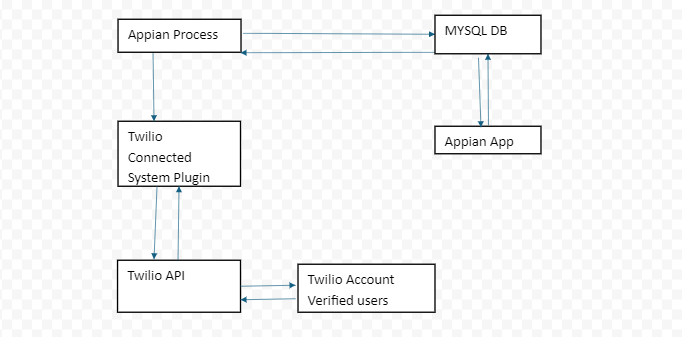 Appian Process
MYSQL DB
Twilio
Connected
System Plugin
Appian App
Twilio API
Twilio Account
Verified users